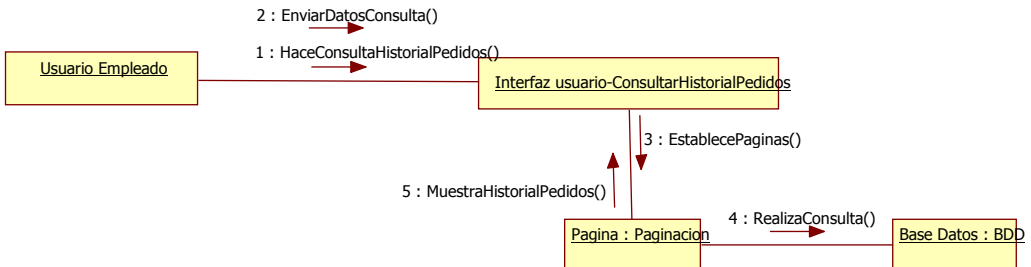 2 : EnviarDatosConsulta()
1 : HaceConsultaHistorialPedidos()
Usuario Empleado
Interfaz usuario-ConsultarHistorialPedidos
3 : EstablecePaginas()
5 : MuestraHistorialPedidos()
4 : RealizaConsulta()
Pagina : Paginacion
Base Datos : BDD